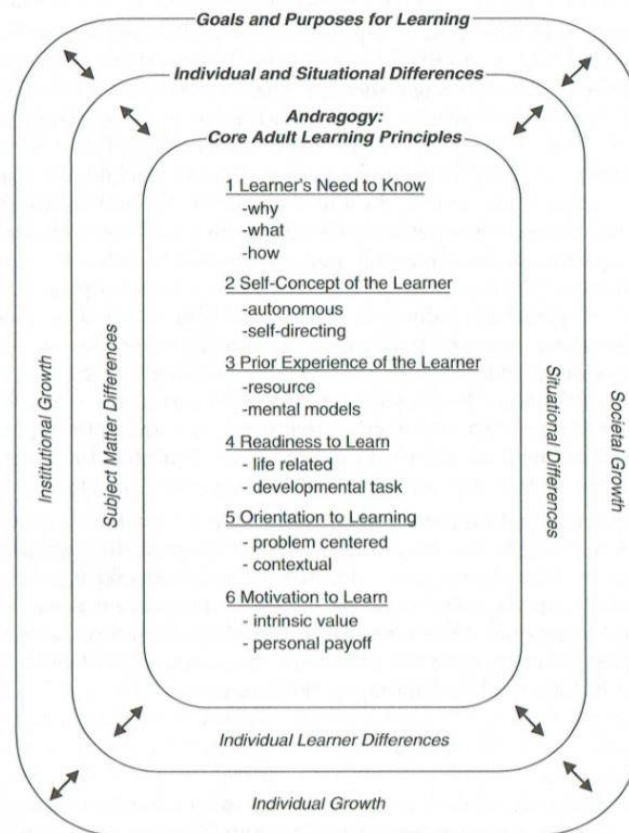 Goals and Purposes for Learning
Individual and Situational Differences
Andragogy:
Core Adult Learning Principles
1 Learner's Need to Know
-why
-what
-how
2 Self-Concept of the Learner
-autonomous
-self-directing
3 Prior Experience of the Learner
-resource
-mental models
4 Readiness to Learn
- life related
- developmental task
5 Orientation to Learning
- problem centered
- contextual
6 Motivation to Learn
- intrinsic value
- personal payoff
Institutional Growth
Subject Matter Differences
Situational Differences
Societal Growth
Individual Learner Differences
Individual Growth